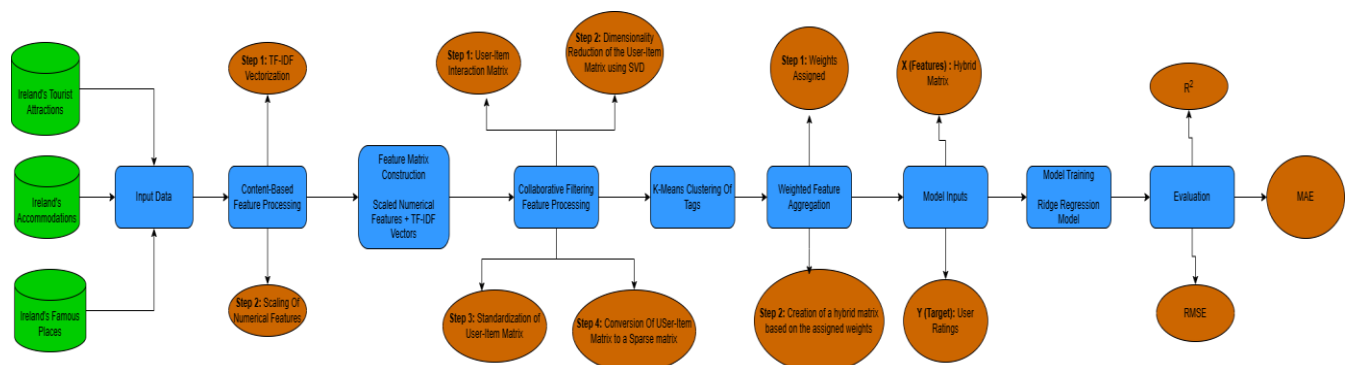 Ireland's Tourist
Attractions
Ireland's
Accommodations
Ireland's Famous
Places
Input Data
Step 1: TF-IDF
Vectorization
Content-Based
Feature Processing
Step 2: Scaling Of
Numerical Features
Feature Matrix
Construction
Scaled Numerical
Features + TF-IDF
Vectors
Step 1: User-Item
Interaction Matrix
Step 2: Dimensionality
Reduction of the User-Item
Matrix using SVD
Collaborative Filtering
Feature Processing
Step 3: Standardization of
User-Item Matrix
Step 4: Conversion Of USer-Item
Matrix to a Sparse matrix
K-Means Clustering Of
Tags
Step 1: Weights
Assigned
Weighted Feature
Aggregation
Step 2: Creation of a hybrid matrix
based on the assigned weights
X (Features) : Hybrid
Matrix
Model Inputs
Y (Target): User
Ratings
Model Training
Ridge Regression
Model
R²
Evaluation
RMSE
MAE